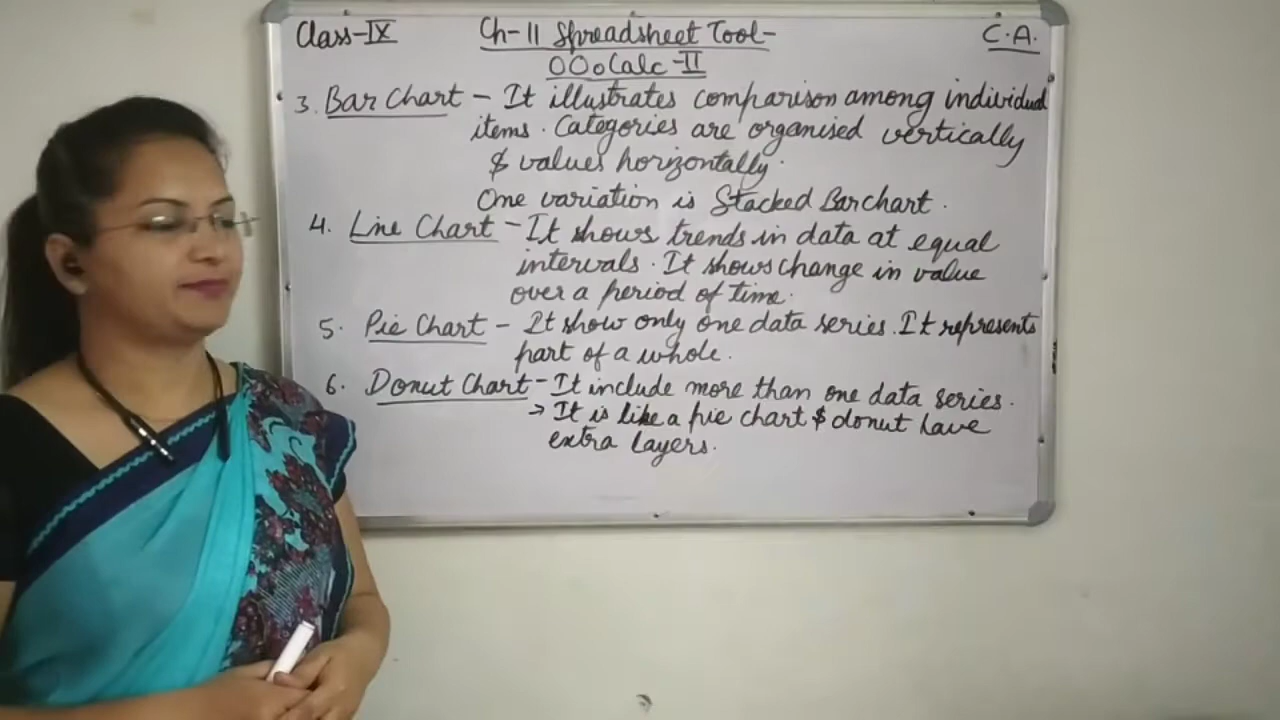 Class-IX Ch-11 Spreadsheet Tool- C.A.
OOoCalc-II
3. Bar Chart - It illustrates comparison among individual
items. Categories are organised vertically
& values horizontally.
One variation is Stacked Barchart.
4. Line Chart - It shows trends in data at equal
intervals. It shows change in value
over a period of time.
5. Pie Chart - It show only one data series. It represents
part of a whole.
6. Donut Chart - It include more than one data series.
→ It is like a pie chart & donut have
extra layers.